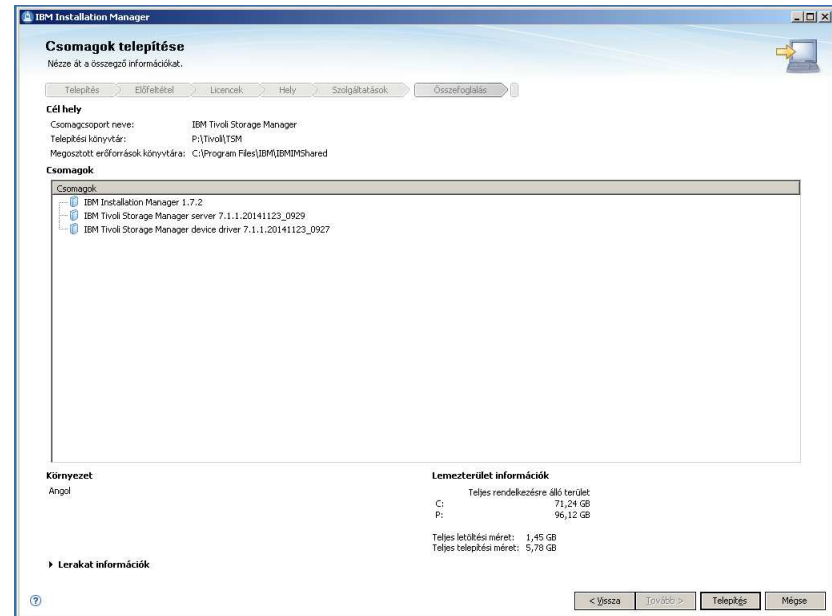 IBM Installation Manager
Csomagok telepítése
Nézze át a összegző információkat.
Telepítés Előfeltétel Licencek Hely Szolgáltatások Összefoglalás
Cél hely
Csomagcsoport neve: IBM Tivoli Storage Manager
Telepítési könyvtár: P:\Tivoli\TSM
Megosztott erőforrások könyvtára: C:\Program Files\IBM\IBMIMShared
Csomagok
Csomagok
IBM Installation Manager 1.7.2
IBM Tivoli Storage Manager server 7.1.1.20141123_0929
IBM Tivoli Storage Manager device driver 7.1.1.20141123_0927
Környezet
Angol
Lemezterület információk
Teljes rendelkezésre álló terület
C: 71,24 GB
P: 96,12 GB
Teljes letöltési méret: 1,45 GB
Teljes telepítési méret: 5,78 GB
Lerakat információk
< Vissza Tovább > Telepítés Mégse